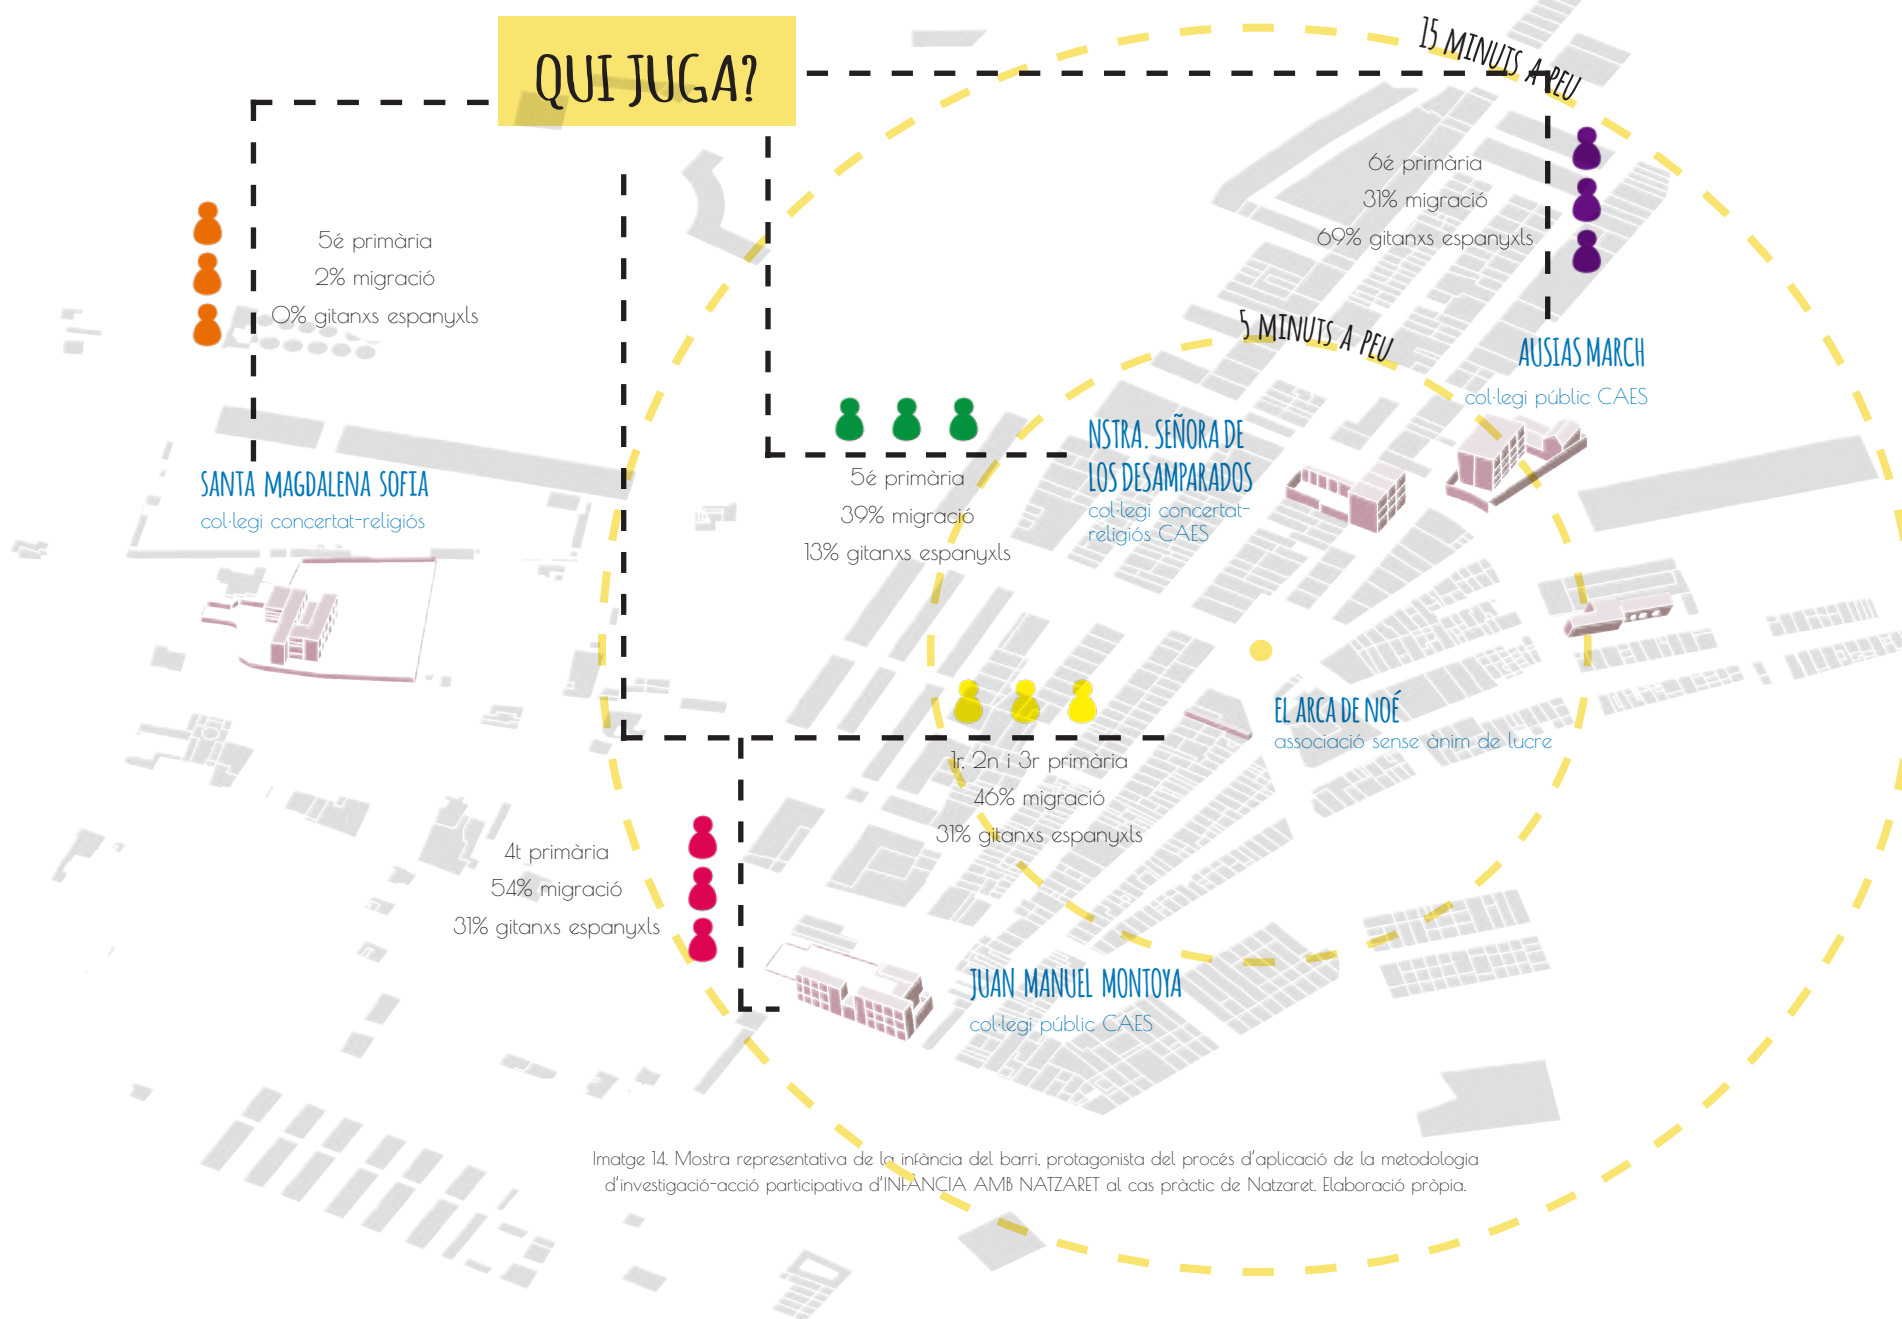 QUI JUGA?
15 MINUTS A PEU
6é primària
31% migració
69% gitanxs espanyxls
5é primària
2% migració
0% gitanxs espanyxls
5 MINUTS A PEU
AUSIAS MARCH
col·legi públic CAES
NSTRA. SEÑORA DE
LOS DESAMPARADOS
col·legi concertat-
religiós CAES
5é primària
39% migració
13% gitanxs espanyxls
SANTA MAGDALENA SOFIA
col·legi concertat-religiós
EL ARCA DE NOÉ
associació sense ànim de lucre
1r, 2n i 3r primària
46% migració
31% gitanxs espanyxls
4t primària
54% migració
31% gitanxs espanyxls
JUAN MANUEL MONTOYA
col·legi públic CAES
Imatge 14. Mostra representativa de la infància del barri, protagonista del procés d'aplicació de la metodologia
d'investigació-acció participativa d'INFÀNCIA AMB NATZARET al cas pràctic de Natzaret. Elaboració pròpia.